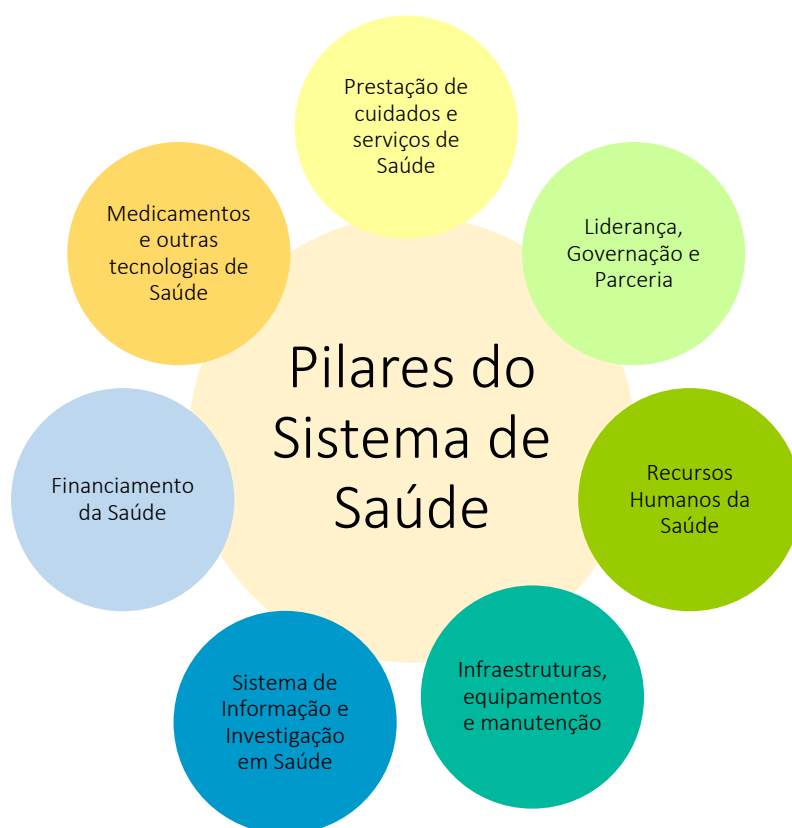 Prestação de
cuidados e
serviços de
Saúde
Liderança,
Governação e
Parceria
Recursos
Humanos da
Saúde
Infraestruturas,
equipamentos
e manutenção
Sistema de
Informação e
Investigação
em Saúde
Financiamento
da Saúde
Medicamentos
e outras
tecnologias de
Saúde
Pilares do
Sistema de
Saúde